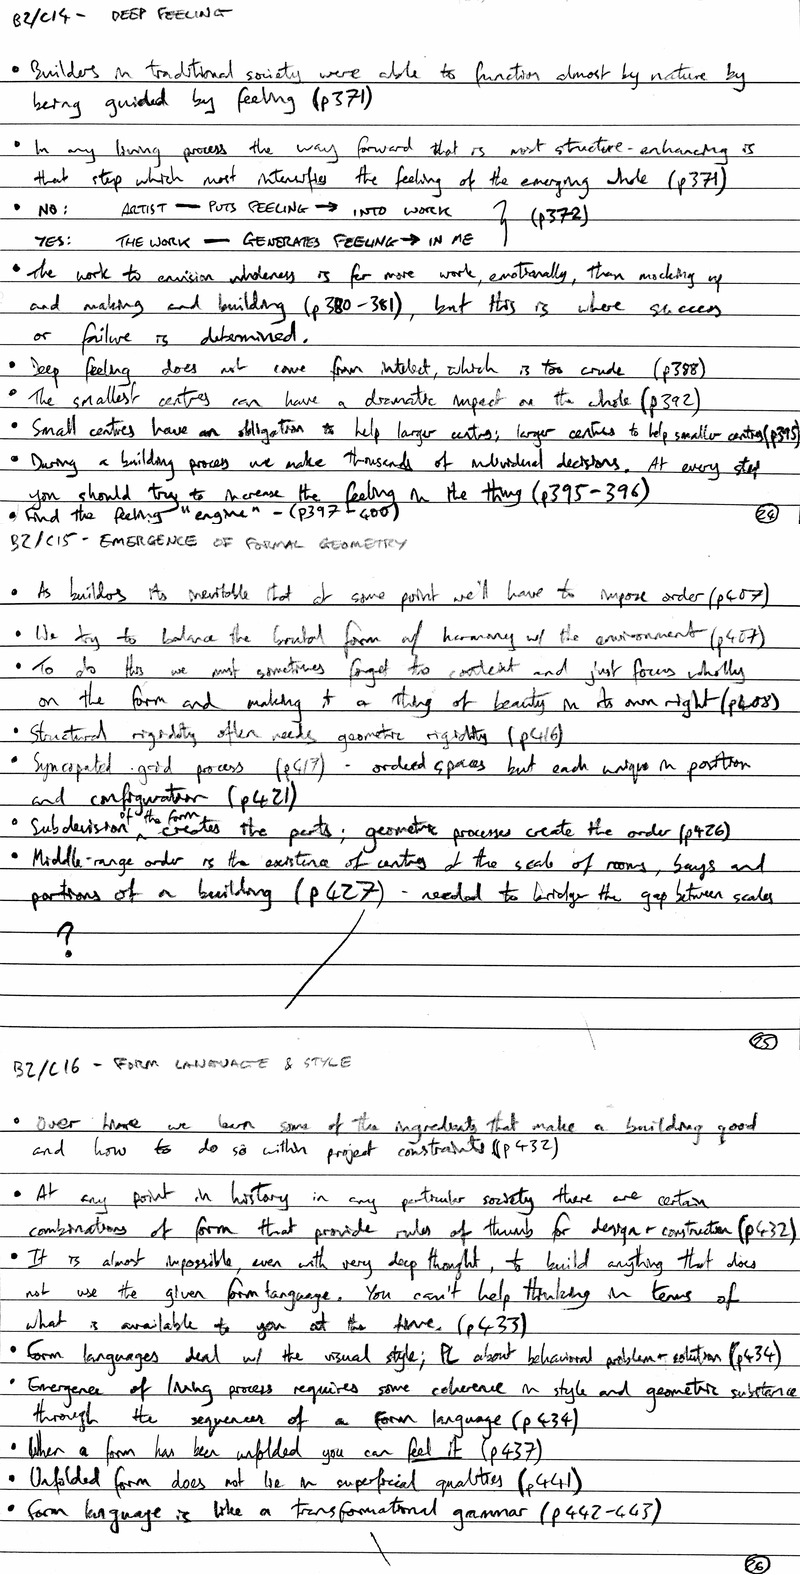 B2/C14 - DEEP FEELING
• Builders in traditional society were able to function almost by nature by
being guided by feeling (p371)
• In any living process the way forward that is most structure-enhancing is
that step which most intensifies the feeling of the emerging whole (p371)
• NO: ARTIST — PUTS FEELING → INTO WORK } (p372)
YES: THE WORK — GENERATES FEELING → IN ME
• The work to envision wholeness is far more work, emotionally, than mocking up
and making and building (p380-381), but this is where success
or failure is determined.
• Deep feeling does not come from intelect, which is too crude (p388)
• The smallest centres can have a dramatic impact on the whole (p392)
• Small centres have an obligation to help larger centres; larger centres to help smaller centres (p395)
• During a building process we make thousands of individual decisions. At every step
you should try to increase the feeling in the thing (p395-396)
• Find the feeling "engine" - (p397-400)
24
B2/C15 - EMERGENCE OF FORMAL GEOMETRY
• As builders its inevitable that at some point we'll have to impose order (p407)
• We try to balance the brutal form w/ harmony w/ the environment (p407)
• To do this we must sometimes forget the context and just focus wholly
on the form and making it a thing of beauty in its own right (p408)
• Structural rigidity often needs geometric rigidity (p416)
• Syncopated grid process (p417) - ordered spaces but each unique in position
and configuration (p421)
• Subdevision of the form creates the parts; geometric processes create the order (p426)
• Middle-range order is the existence of centres at the scale of rooms, bays and
portions of a building (p427) - needed to bridge the gap between scales
?
25
B2/C16 - FORM LANGUAGE & STYLE
• Over time we learn some of the ingredients that make a building good
and how to do so within project constraints (p432)
• At any point in history in any particular society there are certain
combinations of form that provide rules of thumb for design + construction (p432)
• It is almost impossible, even with very deep thought, to build anything that does
not use the given form language. You can't help thinking in terms of
what is available to you at the time. (p433)
• Form languages deal w/ the visual style; PL about behavioral problem + solution (p434)
• Emergence of living process requires some coherence in style and geometric substance
through the sequences of a form language (p434)
• When a form has been unfolded you can feel it (p437)
• Unfolded form does not lie in superficial qualities (p441)
• Form language is like a transformational grammar (p442-443)
26